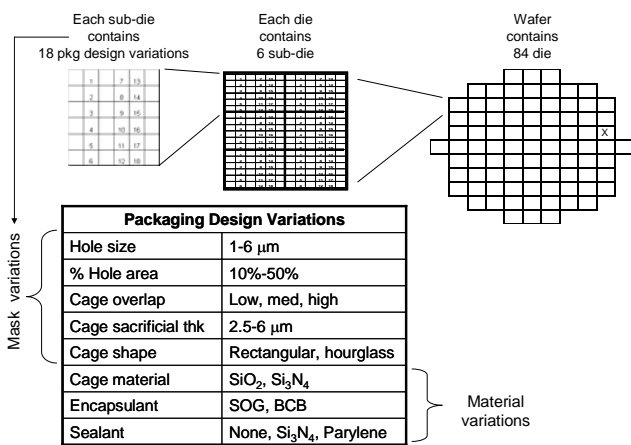 Each sub-die
contains
18 pkg design variations
Each die
contains
6 sub-die
Wafer
contains
84 die
1 7 13
2 8 14
3 9 15
4 10 16
5 11 17
6 12 18
x
Mask variations
Packaging Design Variations
Hole size 1-6 μm
% Hole area 10%-50%
Cage overlap Low, med, high
Cage sacrificial thk 2.5-6 μm
Cage shape Rectangular, hourglass
Cage material SiO2, Si3N4
Encapsulant SOG, BCB
Sealant None, Si3N4, Parylene
Material
variations